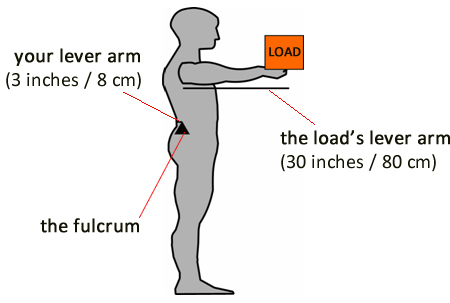 your lever arm
(3 inches / 8 cm)
LOAD
the load's lever arm
(30 inches / 80 cm)
the fulcrum